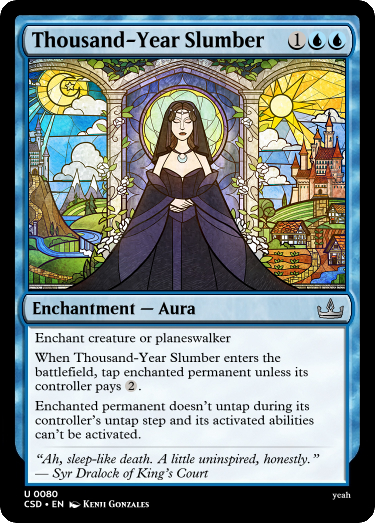 Thousand-Year Slumber 1
Enchantment — Aura
Enchant creature or planeswalker
When Thousand-Year Slumber enters the
battlefield, tap enchanted permanent unless its
controller pays 2.
Enchanted permanent doesn't untap during its
controller's untap step and its activated abilities
can't be activated.
“Ah, sleep-like death. A little uninspired, honestly.”
— Syr Dralock of King's Court
U 0080 yeah
CSD • EN Kenji Gonzales